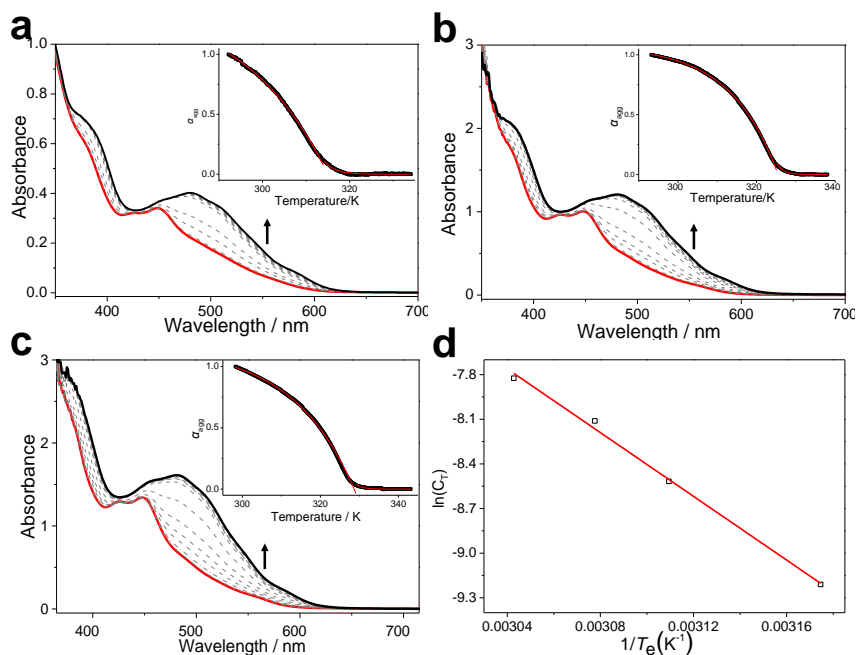 a
1.0
0.8
0.6
0.4
0.2
0.0
Absorbance
400 500 600 700
Wavelength / nm
1.0
0.5
0.0
αagg
300 320
Temperature/K
b
3
2
1
0
Absorbance
400 500 600 700
Wavelength / nm
1.0
0.5
0.0
αagg
300 320 340
Temperature/K
c
3
2
1
0
Absorbance
400 500 600 700
Wavelength / nm
1.0
0.5
0.0
αagg
300 320 340
Temperature / K
d
-7.8
-8.1
-8.4
-8.7
-9.0
-9.3
ln(CT)
0.00304 0.00308 0.00312 0.00316
1/Te(K-1)